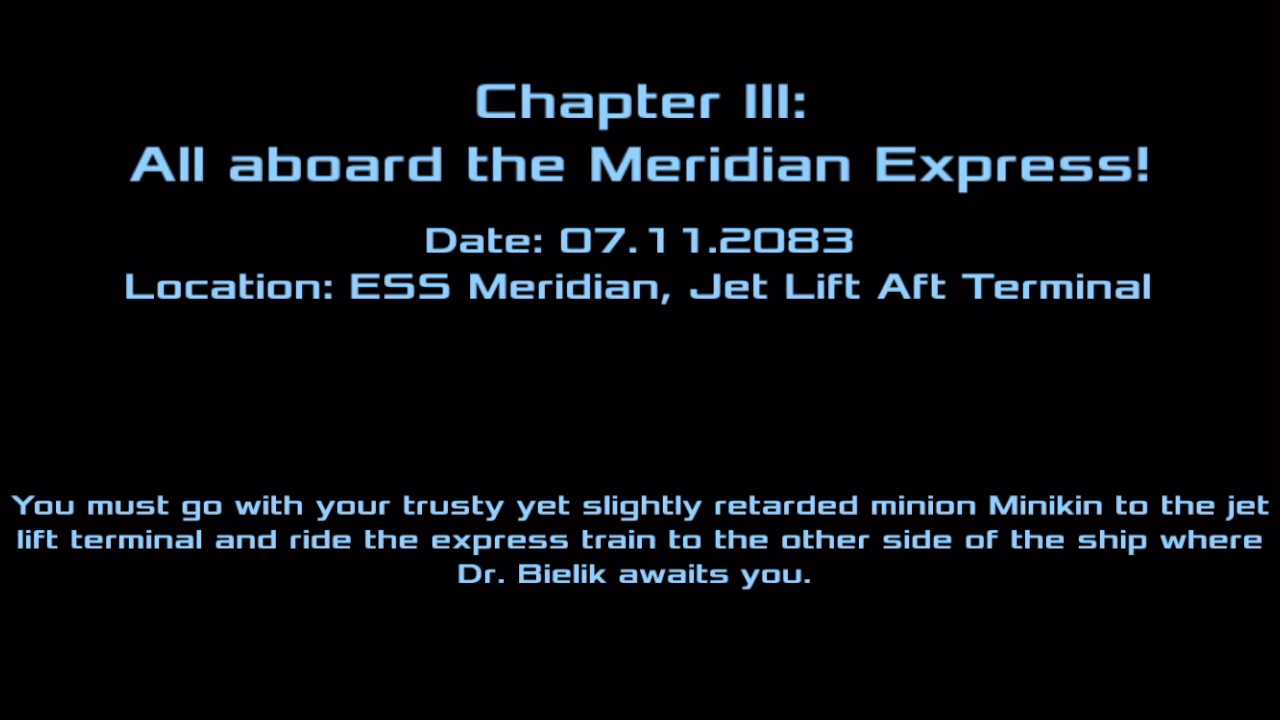 Chapter III:
All aboard the Meridian Express!
Date: 07.11.2083
Location: ESS Meridian, Jet Lift Aft Terminal
You must go with your trusty yet slightly retarded minion Minikin to the jet
lift terminal and ride the express train to the other side of the ship where
Dr. Bielik awaits you.